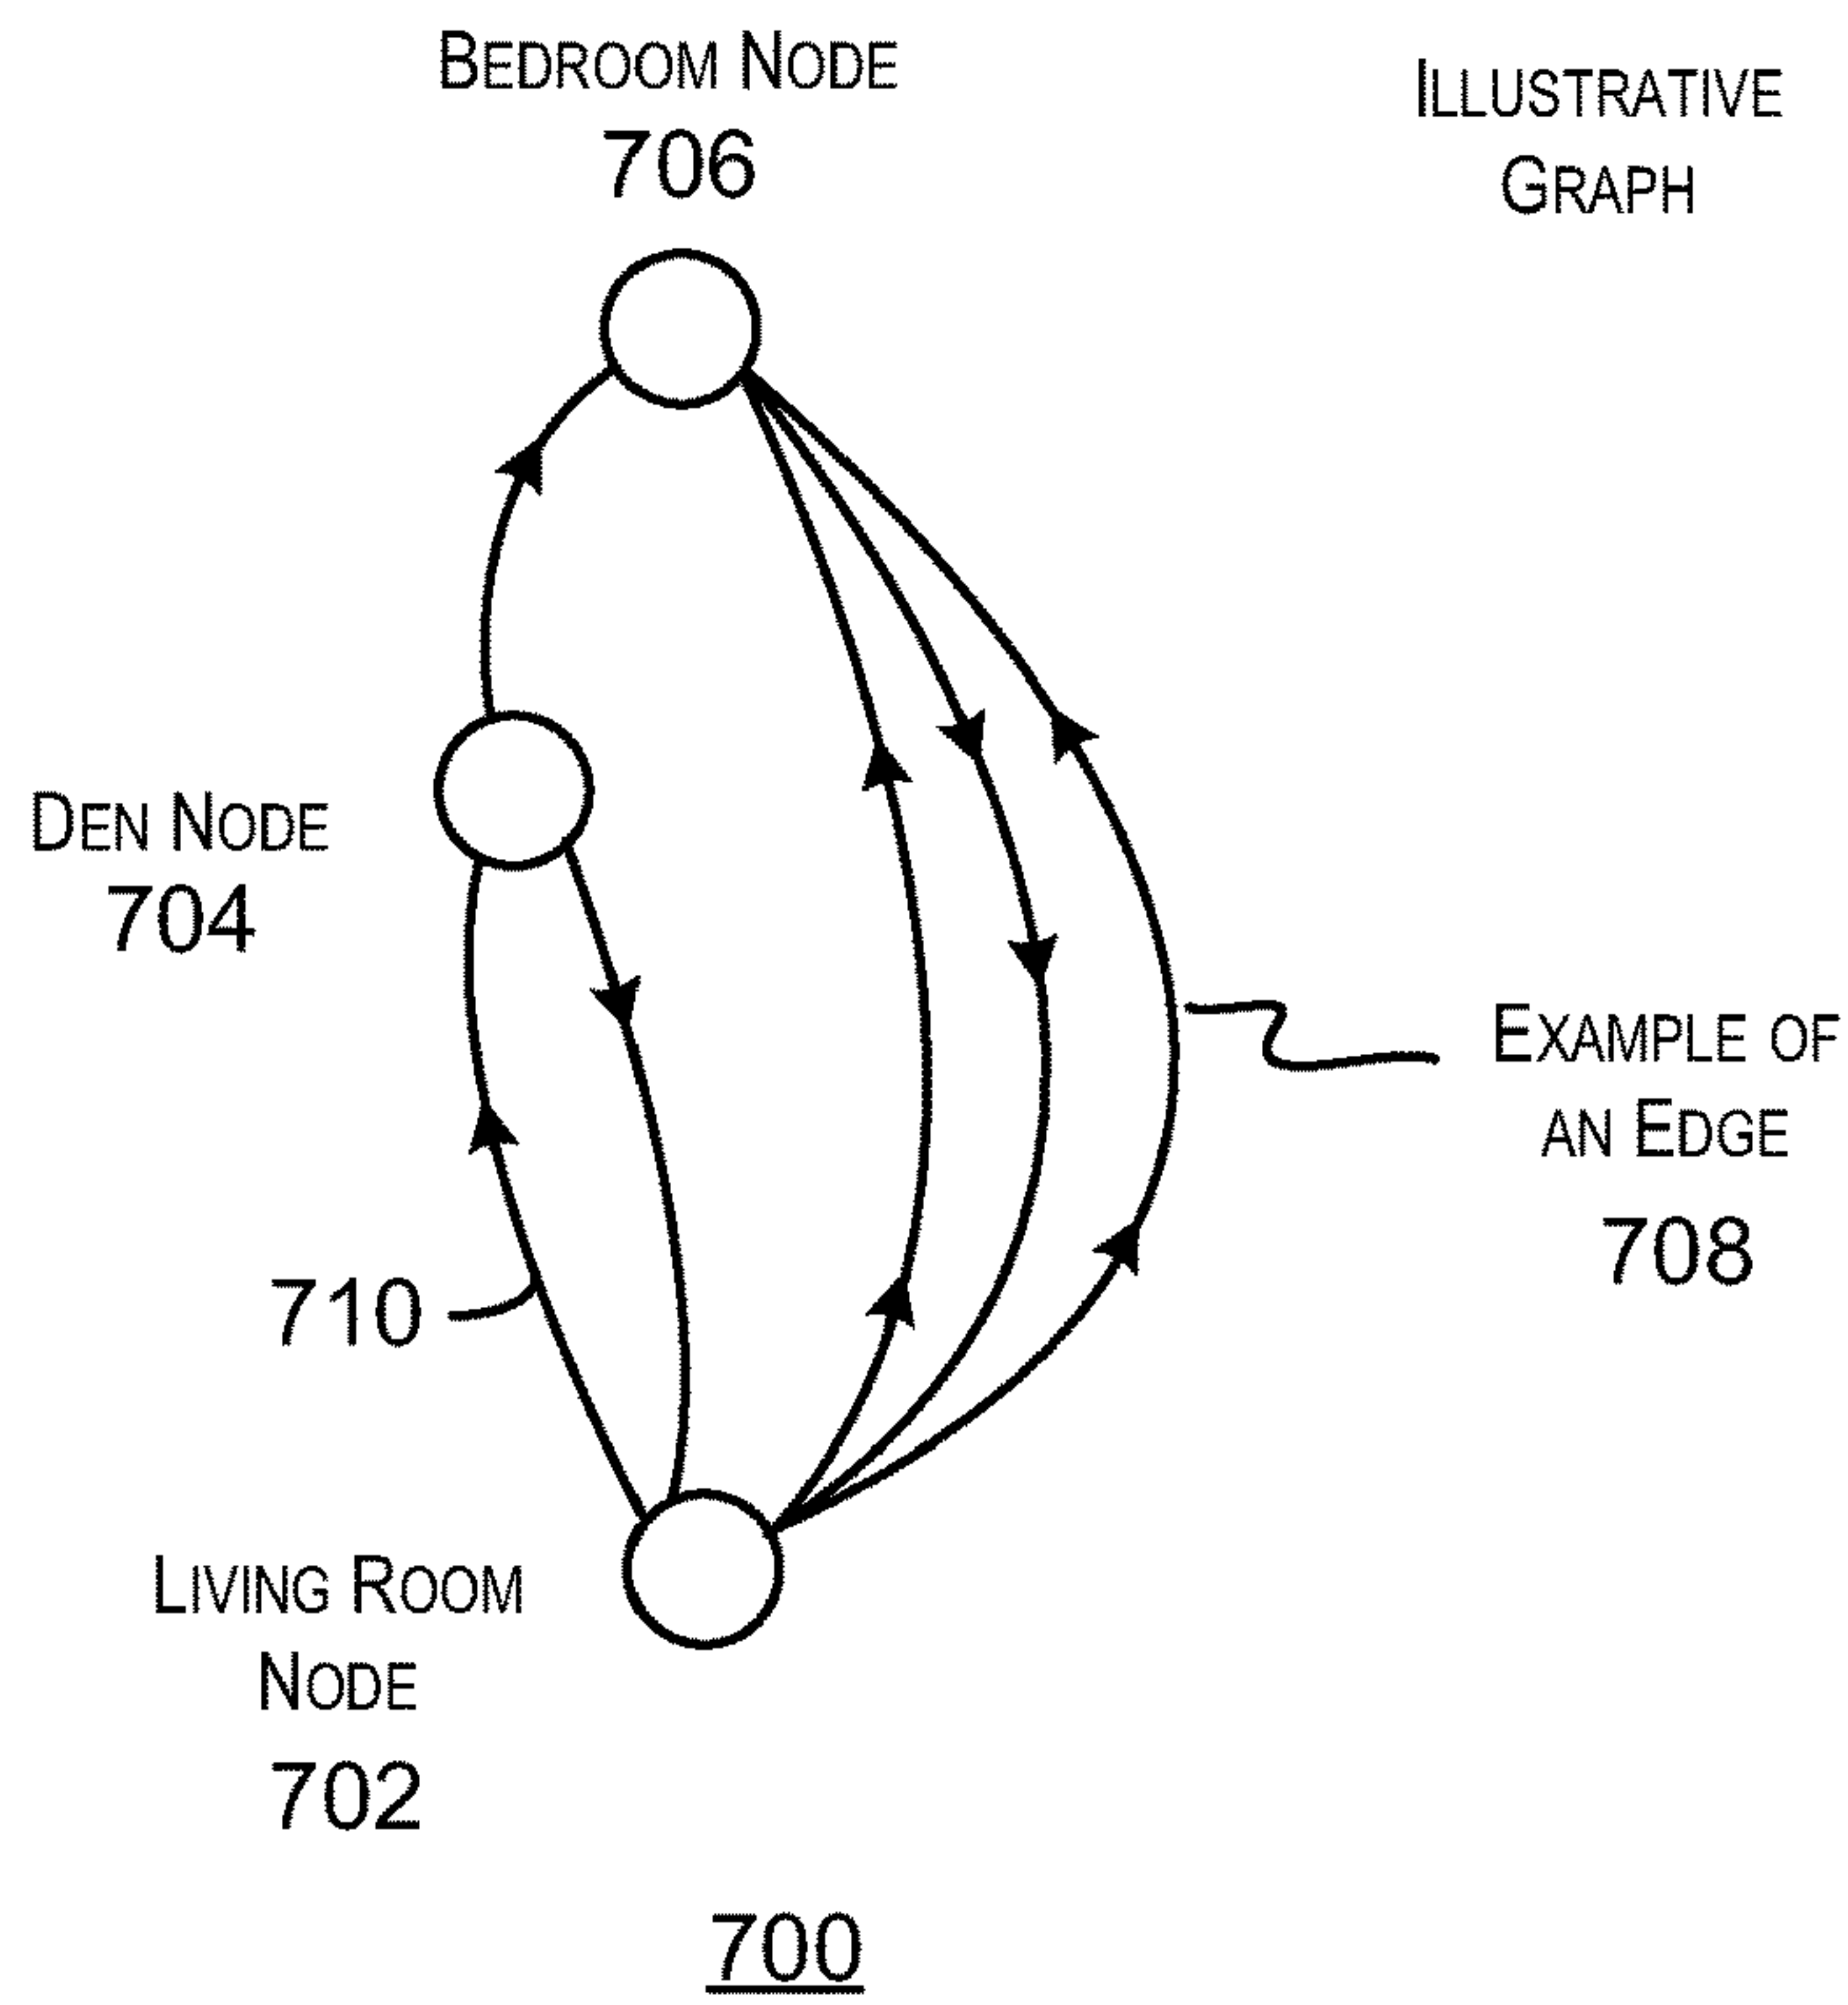 BEDROOM NODE
706
ILLUSTRATIVE
GRAPH
DEN NODE
704
EXAMPLE OF
AN EDGE
708
710
LIVING ROOM
NODE
702
700